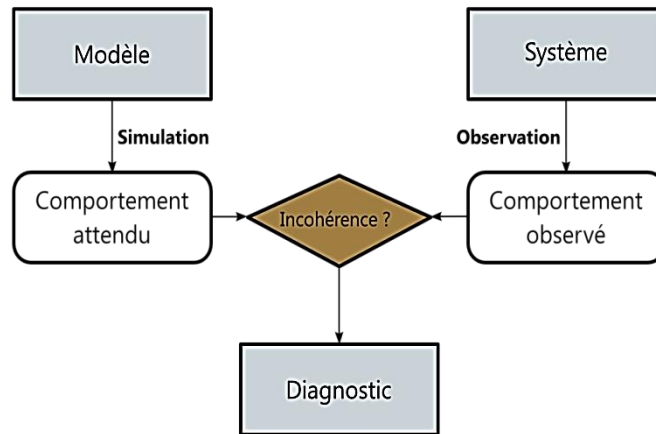 Modèle
Système
Simulation
Observation
Comportement
attendu
Incohérence ?
Comportement
observé
Diagnostic